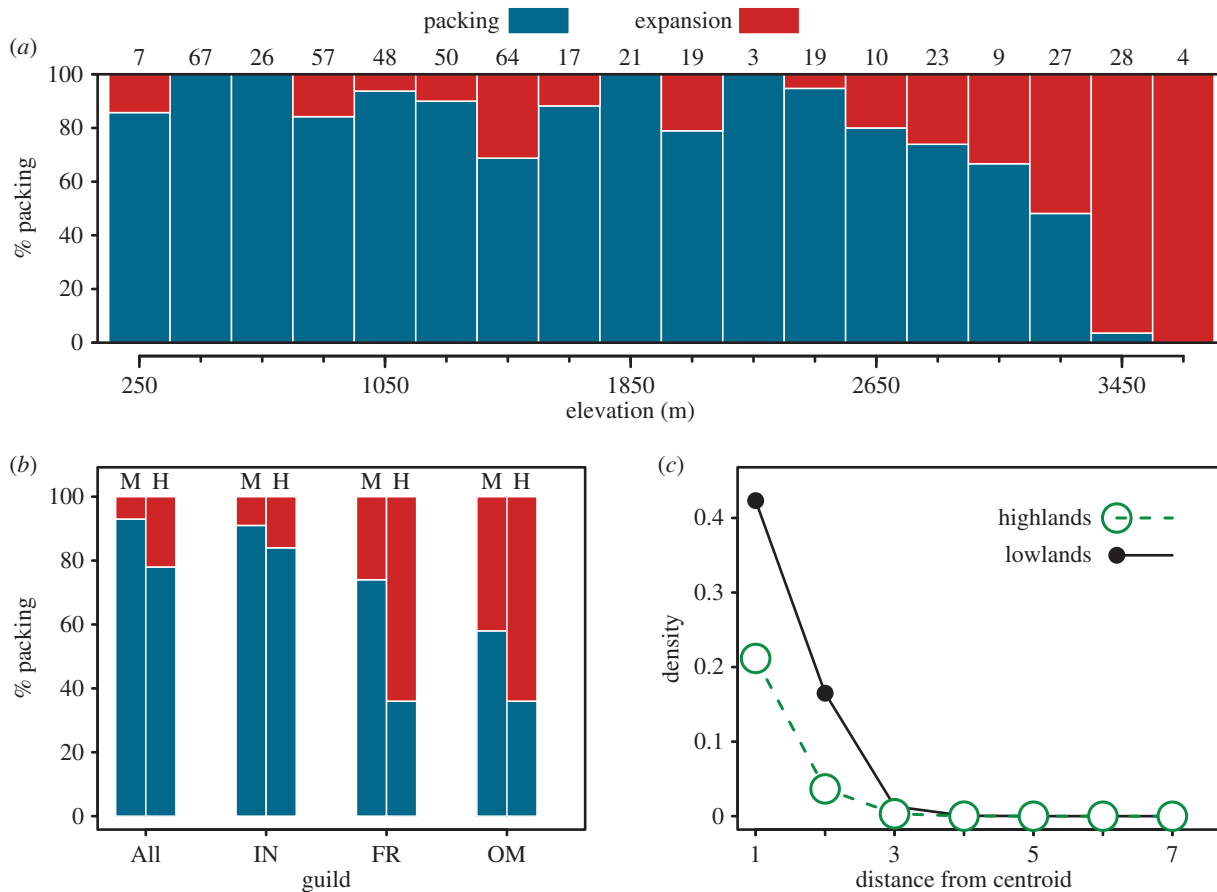 packing expansion
(a)
7 67 26 57 48 50 64 17 21 19 3 19 10 23 9 27 28 4
100
80
60
40
20
0
% packing
250 1050 1850 2650 3450
elevation (m)
(b)
M H M H M H M H
100
80
60
40
20
0
% packing
All IN FR OM
guild
(c)
highlands
lowlands
0.4
0.3
0.2
0.1
0
density
1 3 5 7
distance from centroid